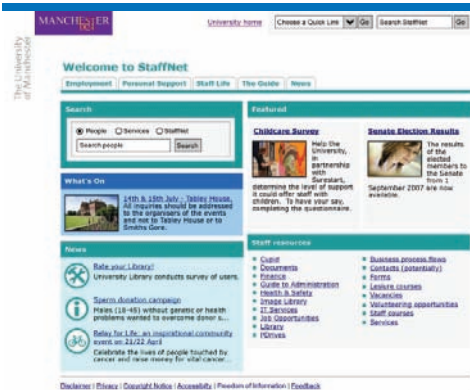 MANCHESTER
The University
of Manchester
University home
Choose a Quick Link
Go
Search StaffNet
Go
Welcome to StaffNet
Employment
Personal Support
Staff Life
The Guide
News
Search
People
Services
StaffNet
Search people
Search
What's On
14th & 15th July - Tabley House.
All inquiries should be addressed
to the organisers of the events
and not to Tabley House or to
Smiths Gore.
News
Rate your Library!
University Library conducts survey of users.
Sperm donation campaign
Males (18-45) without genetic or health
problems wanted to overcome donor s...
Relay for Life: an inspirational community
event on 21/22 April
Celebrate the lives of people touched by
cancer and raise money for vital cancer...
Featured
Childcare Survey
Help the
University,
in
partnership
with
Surestart,
determine the level of support
it could offer staff with
children. To have your say,
completing the questionnaire.
Senate Election Results
The results
of the
elected
members to
the Senate
from 1
September 2007 are now
available.
Staff resources
Cupid
Documents
Finance
Guide to Administration
Health & Safety
Image Library
IT Services
Job Opportunities
Library
PDrives
Business process flows
Contacts (potentially)
Forms
Leisure courses
Vacancies
Volunteering opportunities
Staff courses
Services
Disclaimer | Privacy | Copyright Notice | Accessibility | Freedom of Information | Feedback